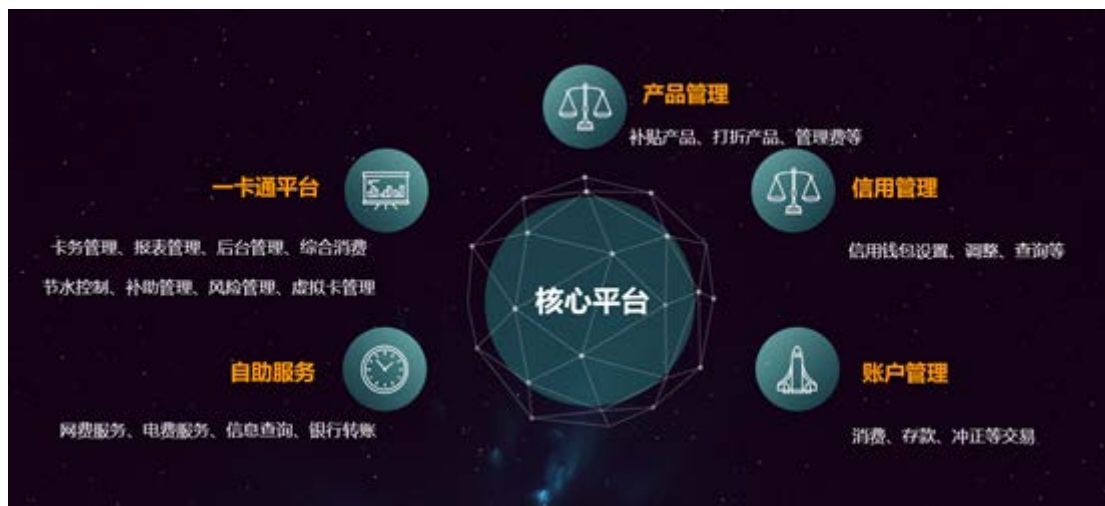 产品管理
补贴产品、打折产品、管理费等
一卡通平台
卡务管理、报表管理、后台管理、综合消费
节水控制、补助管理、风险管理、虚拟卡管理
信用管理
信用钱包设置、调整、查询等
核心平台
自助服务
网费服务、电费服务、信息查询、银行转账
账户管理
消费、存款、冲正等交易